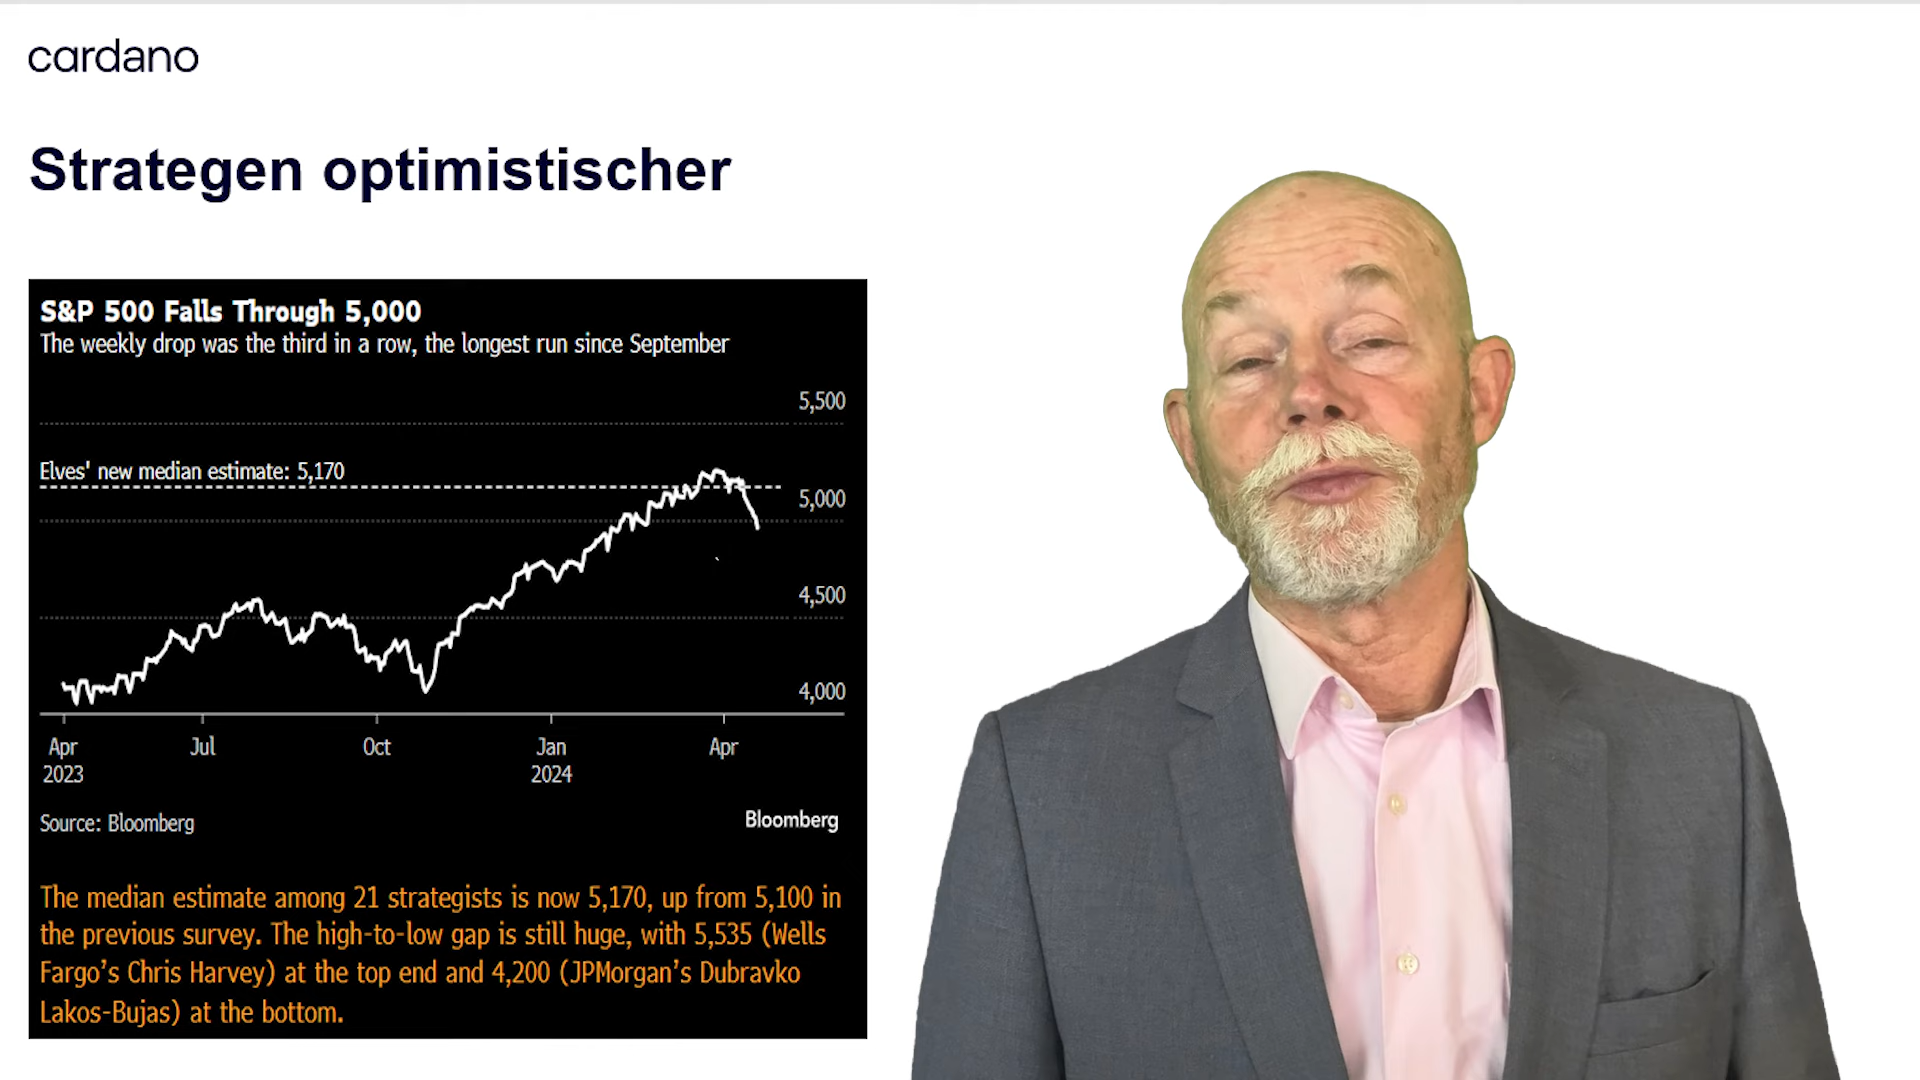 cardano
Strategen optimistischer
S&P 500 Falls Through 5,000
The weekly drop was the third in a row, the longest run since September
5,500
Elves' new median estimate: 5,170
5,000
4,500
4,000
Apr Jul Oct Jan Apr
2023 2024
Source: Bloomberg
Bloomberg
The median estimate among 21 strategists is now 5,170, up from 5,100 in
the previous survey. The high-to-low gap is still huge, with 5,535 (Wells
Fargo’s Chris Harvey) at the top end and 4,200 (JPMorgan’s Dubravko
Lakos-Bujas) at the bottom.